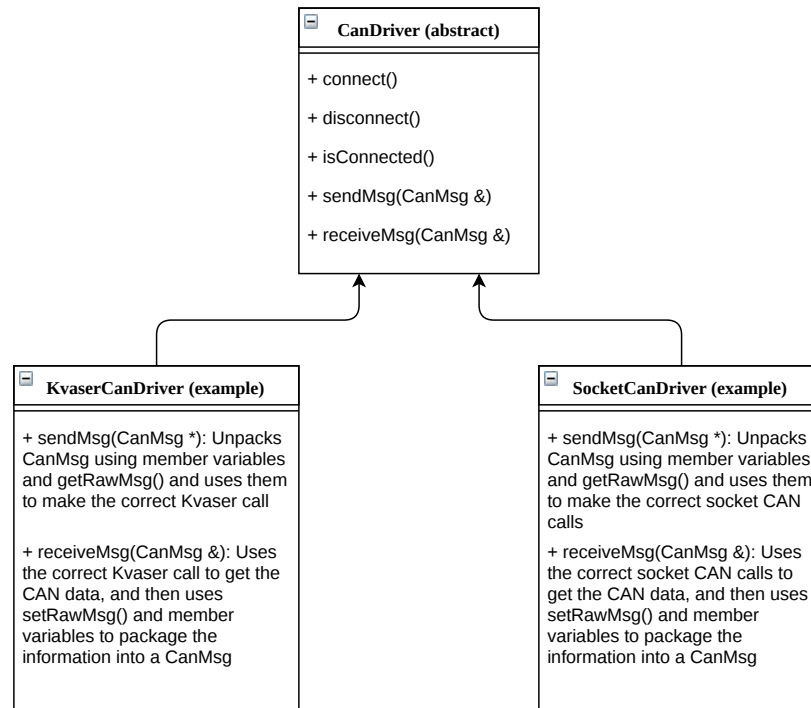 CanDriver (abstract)
+ connect()
+ disconnect()
+ isConnected()
+ sendMsg(CanMsg &)
+ receiveMsg(CanMsg &)
KvaserCanDriver (example)
+ sendMsg(CanMsg *): Unpacks
CanMsg using member variables
and getRawMsg() and uses them
to make the correct Kvaser call
+ receiveMsg(CanMsg &): Uses
the correct Kvaser call to get the
CAN data, and then uses
setRawMsg() and member
variables to package the
information into a CanMsg
SocketCanDriver (example)
+ sendMsg(CanMsg *): Unpacks
CanMsg using member variables
and getRawMsg() and uses them
to make the correct socket CAN
calls
+ receiveMsg(CanMsg &): Uses
the correct socket CAN calls to
get the CAN data, and then uses
setRawMsg() and member
variables to package the
information into a CanMsg